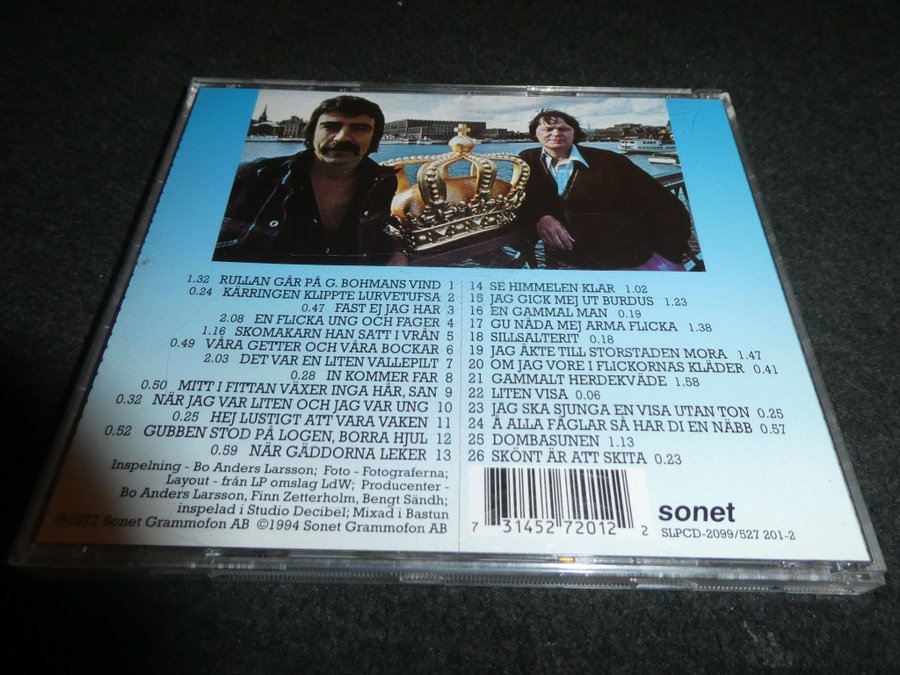 1.32 RULLAN GÅR PÅ G. BOHMANS VIND 1
0.24 KÄRRINGEN KLIPPTE LURVETUFSA 2
0.47 FAST EJ JAG HAR 3
2.08 EN FLICKA UNG OCH FAGER 4
1.16 SKOMAKARN HAN SATT I VRÅN 5
0.49 VÅRA GETTER OCH VÅRA BOCKAR 6
2.03 DET VAR EN LITEN VALLEPILT 7
0.28 IN KOMMER FAR 8
0.50 MITT I FITTAN VÄXER INGA HÅR, SAN 9
0.32 NÄR JAG VAR LITEN OCH JAG VAR UNG 10
0.25 HEJ LUSTIGT ATT VARA VAKEN 11
0.52 GUBBEN STOD PÅ LOGEN, BORRA HJUL 12
0.59 NÄR GÄDDORNA LEKER 13
Inspelning - Bo Anders Larsson; Foto - Fotograferna;
Layout - från LP omslag LdW; Producenter -
Bo Anders Larsson, Finn Zetterholm, Bengt Sändh;
inspelad i Studio Decibel; Mixad i Bastun
℗1977 Sonet Grammofon AB ©1994 Sonet Grammofon AB
14 SE HIMMELEN KLAR 1.02
15 JAG GICK MEJ UT BURDUS 1.23
16 EN GAMMAL MAN 0.19
17 GU NÅDA MEJ ARMA FLICKA 1.38
18 SILLSALTERIT 0.18
19 JAG ÅKTE TILL STORSTADEN MORA 1.47
20 OM JAG VORE I FLICKORNAS KLÄDER 0.41
21 GAMMALT HERDEKVÄDE 1.58
22 LITEN VISA 0.06
23 JAG SKA SJUNGA EN VISA UTAN TON 0.25
24 Å ALLA FÅGLAR SÅ HAR DI EN NÄBB 0.57
25 DOMBASUNEN 1.13
26 SKÖNT ÄR ATT SKITA 0.23
7 31452 72012 2
sonet
SLPCD-2099/527 201-2